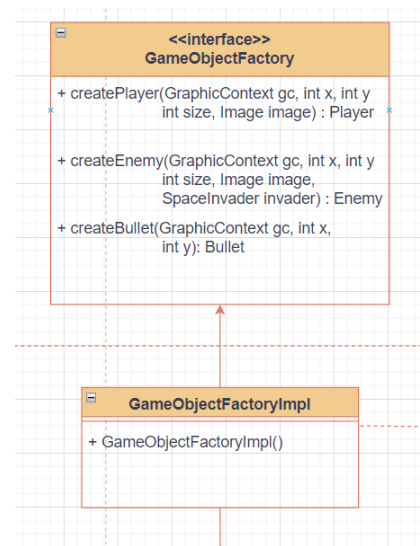 <<interface>>
GameObjectFactory
+ createPlayer(GraphicContext gc, int x, int y
int size, Image image) : Player
+ createEnemy(GraphicContext gc, int x, int y
int size, Image image,
SpaceInvader invader) : Enemy
+ createBullet(GraphicContext gc, int x,
int y): Bullet
GameObjectFactoryImpl
+ GameObjectFactoryImpl()